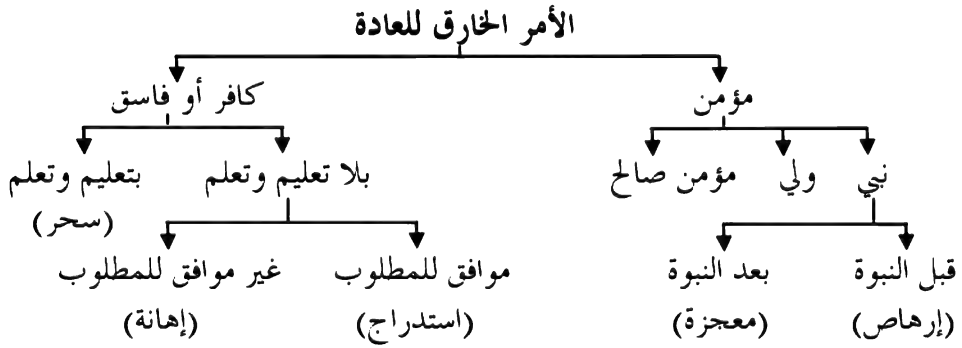 الأمر الخارق للعادة
مؤمن كافر أو فاسق
نبي ولي مؤمن صالح بلا تعليم وتعلم بتعليم وتعلم
(سحر)
قبل النبوة بعد النبوة موافق للمطلوب غير موافق للمطلوب
(إرهاص) (معجزة) (استدراج) (إهانة)